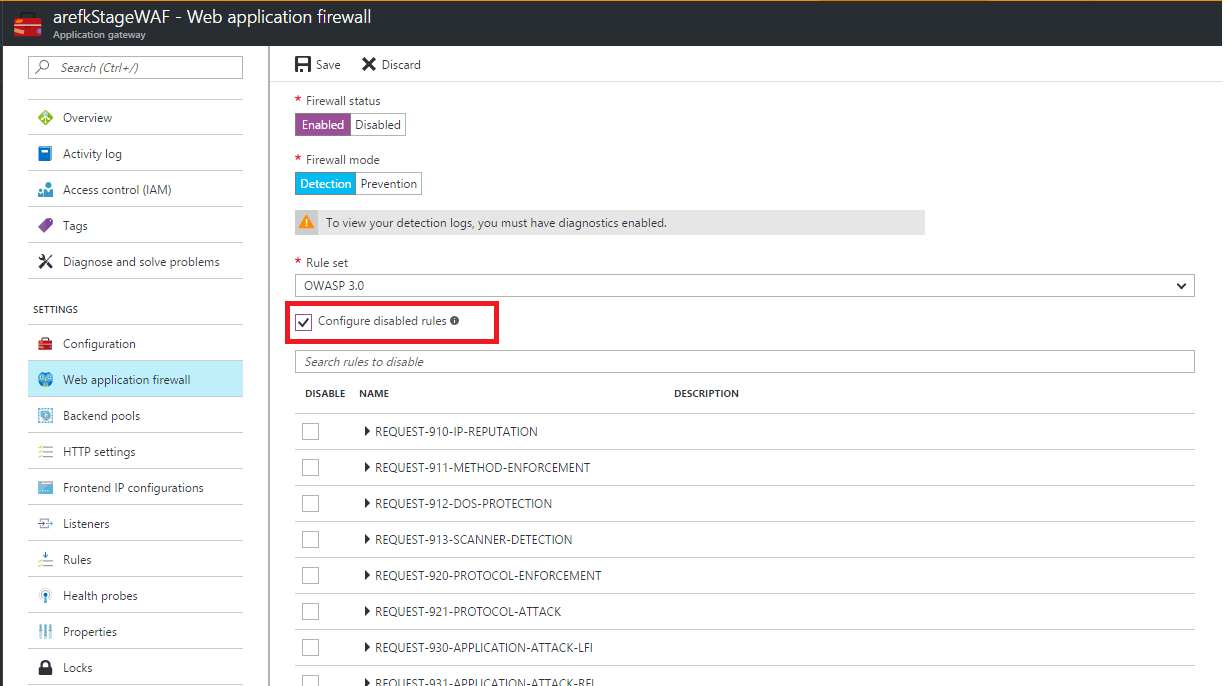 arefkStageWAF - Web application firewall
Application gateway
Search (Ctrl+/)
Overview
Activity log
Access control (IAM)
Tags
Diagnose and solve problems
SETTINGS
Configuration
Web application firewall
Backend pools
HTTP settings
Frontend IP configurations
Listeners
Rules
Health probes
Properties
Locks
Save Discard
* Firewall status
Enabled Disabled
* Firewall mode
Detection Prevention
To view your detection logs, you must have diagnostics enabled.
* Rule set
OWASP 3.0
Configure disabled rules
Search rules to disable
DISABLE NAME DESCRIPTION
REQUEST-910-IP-REPUTATION
REQUEST-911-METHOD-ENFORCEMENT
REQUEST-912-DOS-PROTECTION
REQUEST-913-SCANNER-DETECTION
REQUEST-920-PROTOCOL-ENFORCEMENT
REQUEST-921-PROTOCOL-ATTACK
REQUEST-930-APPLICATION-ATTACK-LFI
REQUEST-931-APPLICATION-ATTACK-RFI